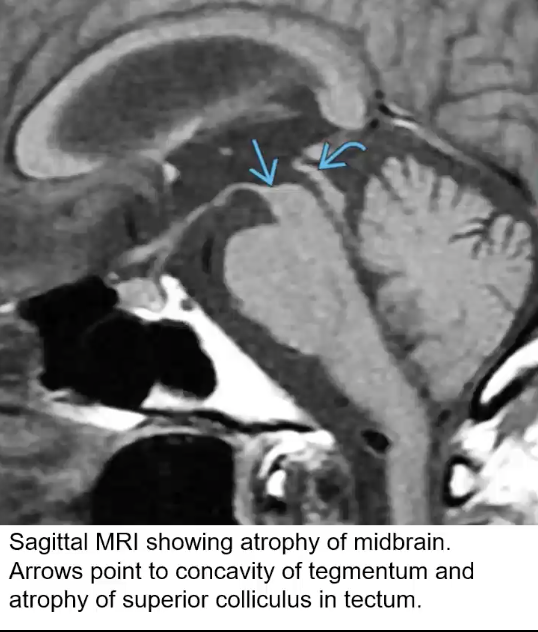 Sagittal MRI showing atrophy of midbrain.
Arrows point to concavity of tegmentum and
atrophy of superior colliculus in tectum.